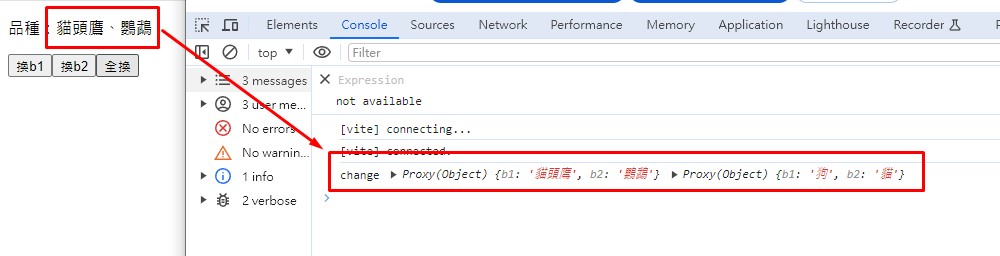 品種：貓頭鷹、鸚鵡
換b1 換b2 全換
Elements Console Sources Network Performance Memory Application Lighthouse Recorder
top Filter
3 messages
3 user me...
No errors
No warnin...
1 info
2 verbose
Expression
not available
[vite] connecting...
[vite] connected.
change ▶ Proxy(Object) {b1: '貓頭鷹', b2: '鸚鵡'} ▶ Proxy(Object) {b1: '狗', b2: '貓'}